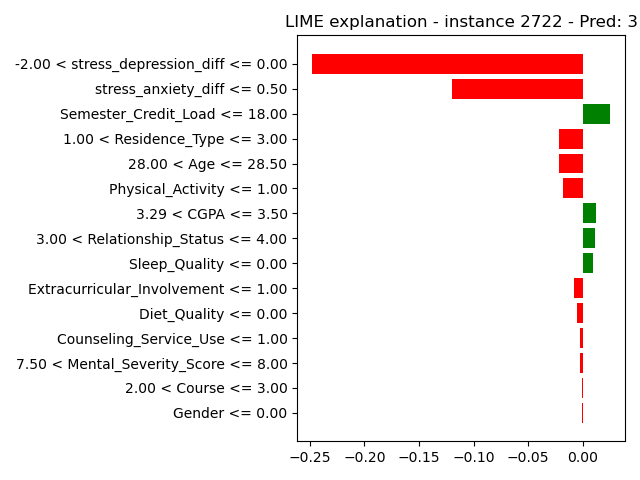 LIME explanation - instance 2722 - Pred: 3
-2.00 < stress_depression_diff <= 0.00
stress_anxiety_diff <= 0.50
Semester_Credit_Load <= 18.00
1.00 < Residence_Type <= 3.00
28.00 < Age <= 28.50
Physical_Activity <= 1.00
3.29 < CGPA <= 3.50
3.00 < Relationship_Status <= 4.00
Sleep_Quality <= 0.00
Extracurricular_Involvement <= 1.00
Diet_Quality <= 0.00
Counseling_Service_Use <= 1.00
7.50 < Mental_Severity_Score <= 8.00
2.00 < Course <= 3.00
Gender <= 0.00
−0.25 −0.20 −0.15 −0.10 −0.05 0.00